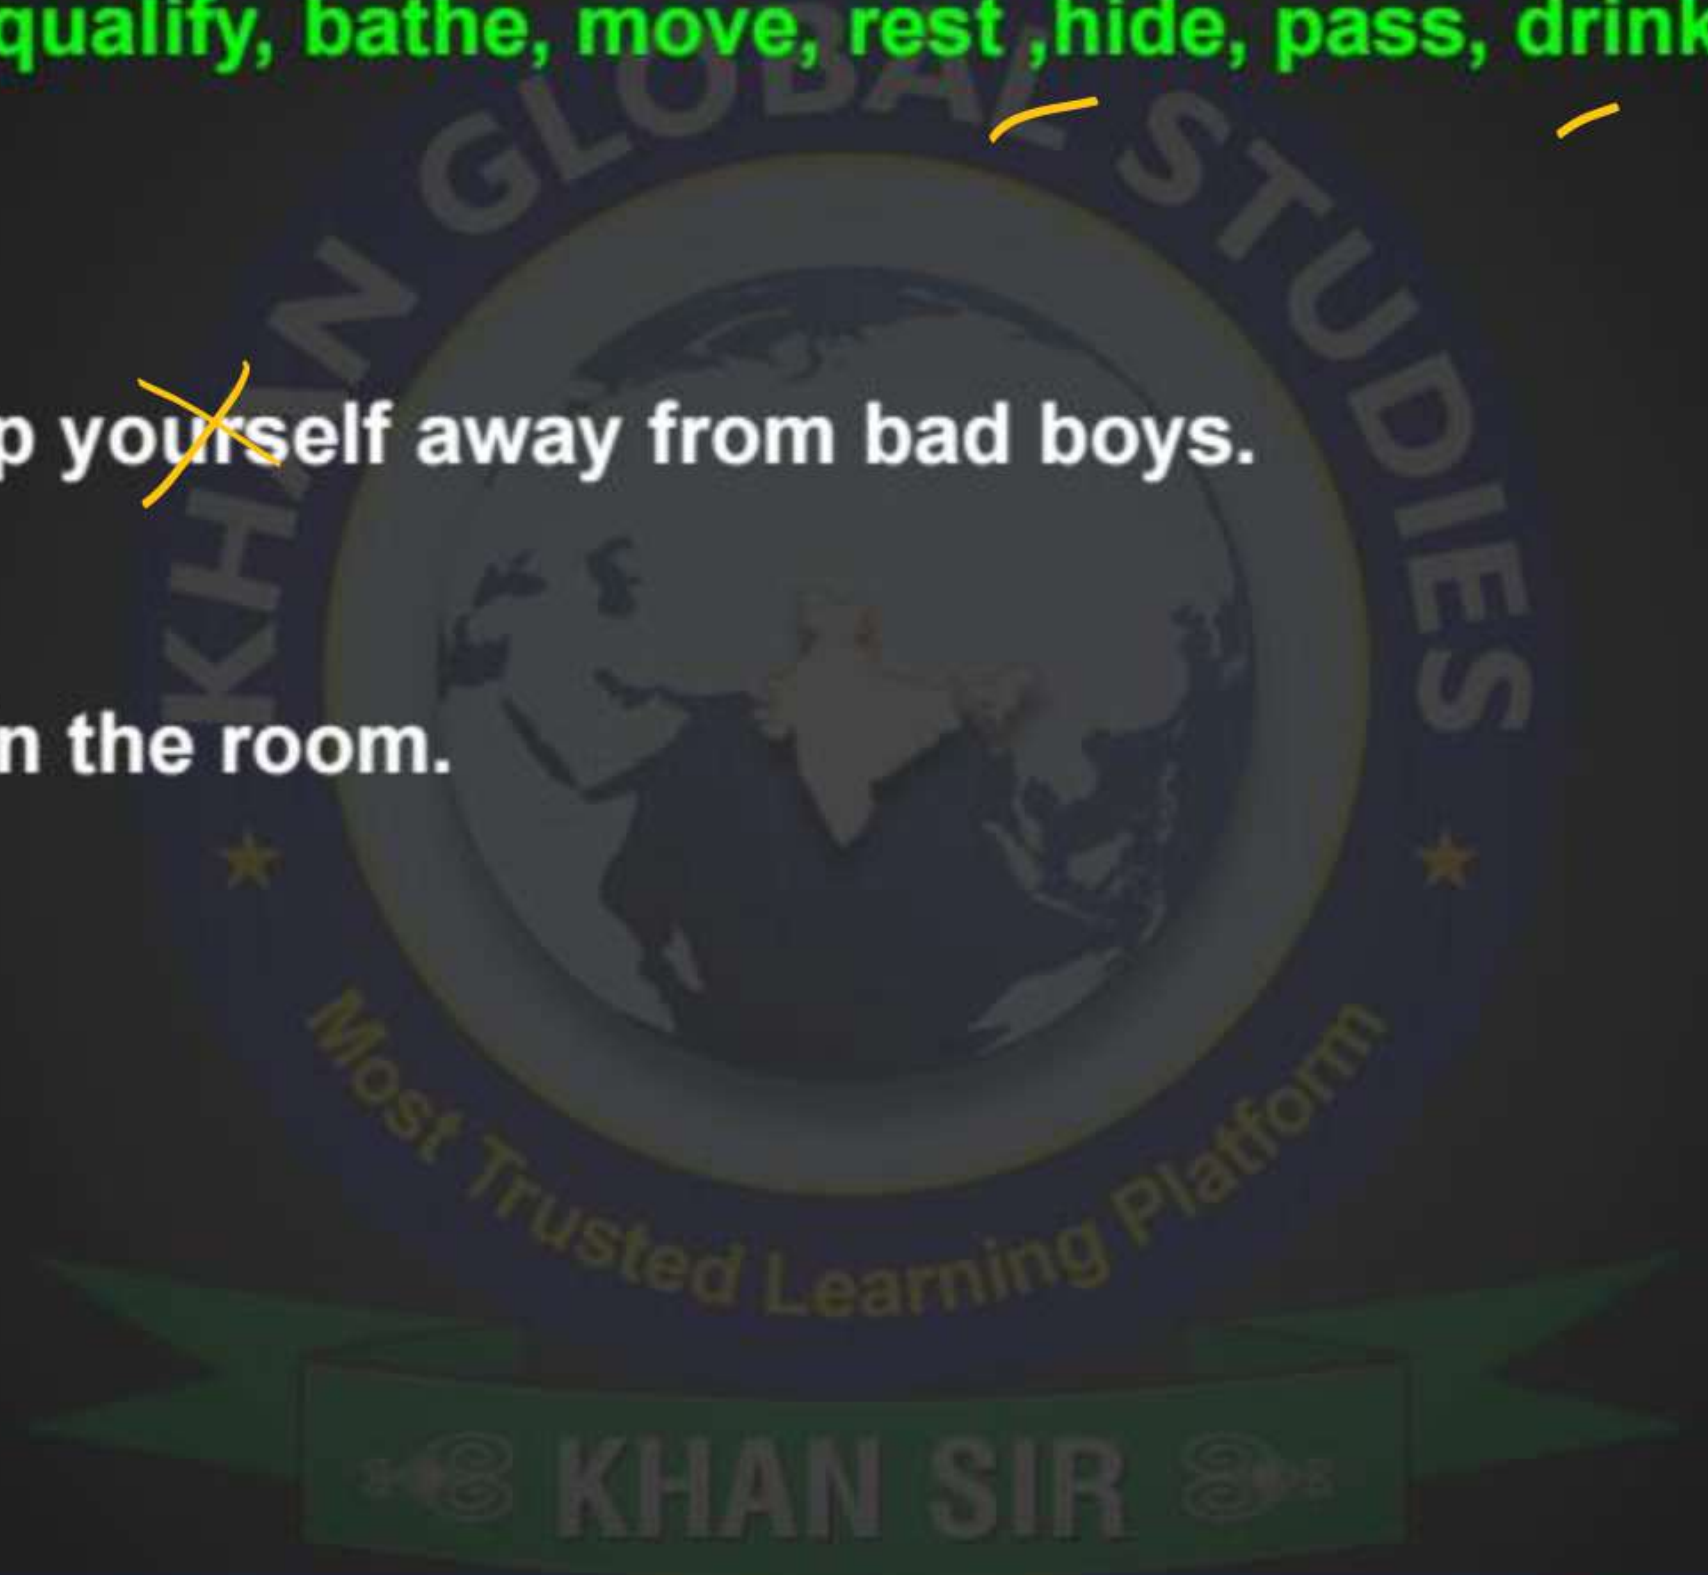 qualify, bathe, move, rest ,hide, pass, drink
p yourself away from bad boys.
n the room.
KHAN GLOBAL STUDIES
Most Trusted Learning Platform
KHAN SIR